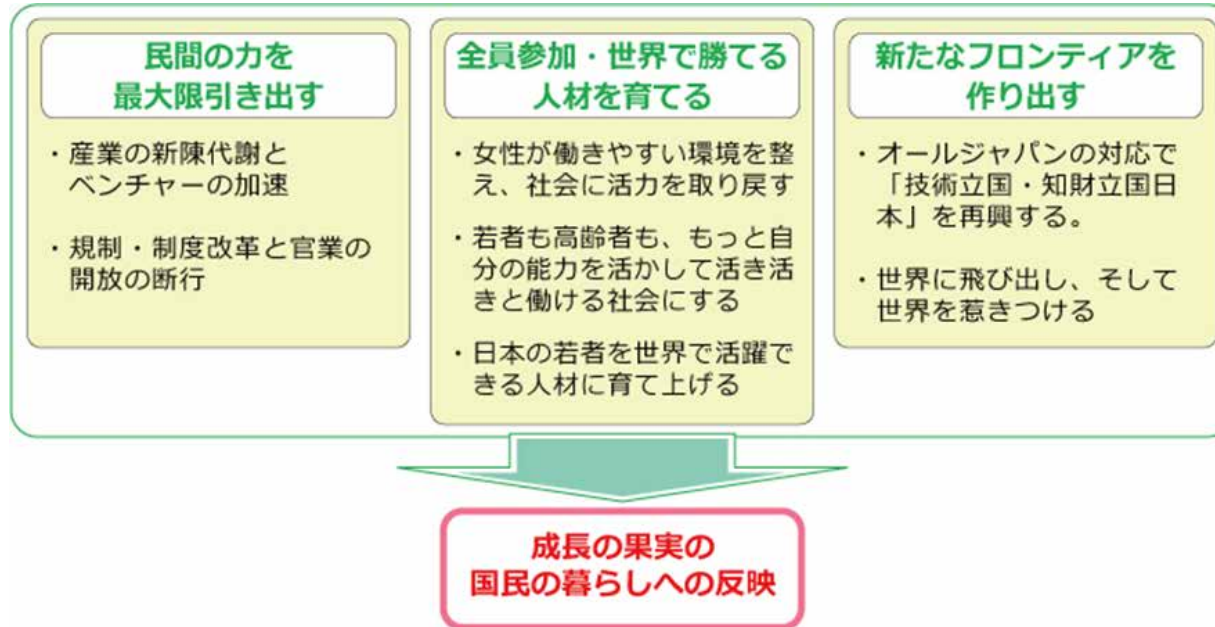 民間の力を
最大限引き出す
・産業の新陳代謝と
ベンチャーの加速
・規制・制度改革と官業の
開放の断行
全員参加・世界で勝てる
人材を育てる
・女性が働きやすい環境を整
え、社会に活力を取り戻す
・若者も高齢者も、もっと自
分の能力を活かして活き活
きと働ける社会にする
・日本の若者を世界で活躍で
きる人材に育て上げる
新たなフロンティアを
作り出す
・オールジャパンの対応で
「技術立国・知財立国日
本」を再興する。
・世界に飛び出し、そして
世界を惹きつける
成長の果実の
国民の暮らしへの反映